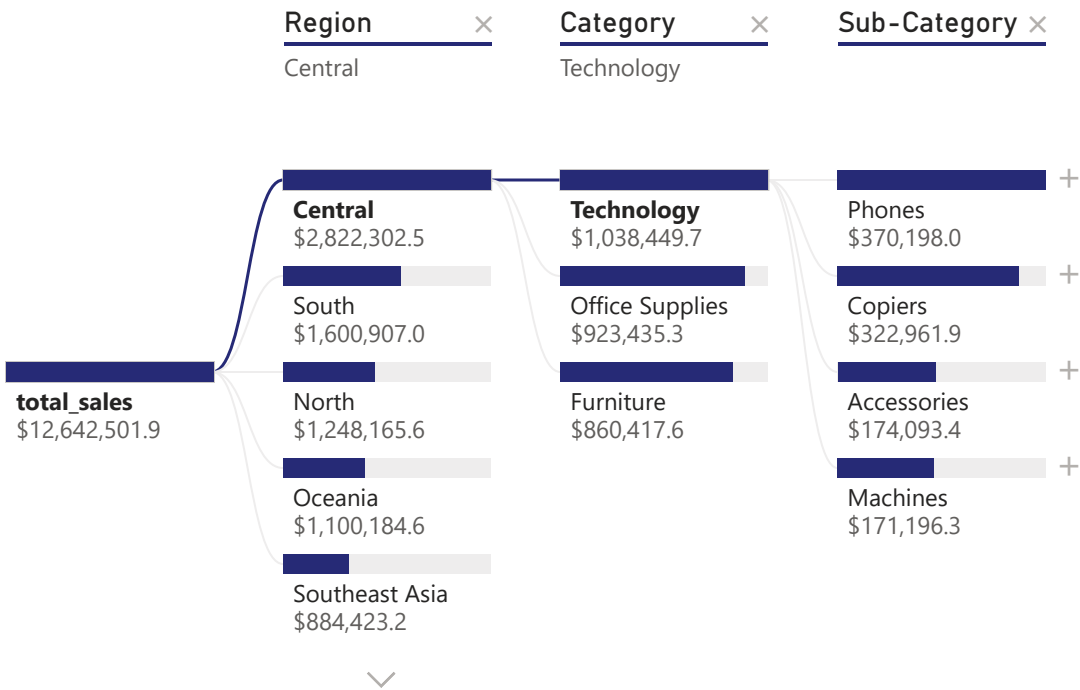 Region
Category
Sub-Category
Central
Technology
Central
$2,822,302.5
South
$1,600,907.0
North
$1,248,165.6
Oceania
$1,100,184.6
Southeast Asia
$884,423.2
total_sales
$12,642,501.9
Technology
$1,038,449.7
Office Supplies
$923,435.3
Furniture
$860,417.6
Phones
$370,198.0
Copiers
$322,961.9
Accessories
$174,093.4
Machines
$171,196.3